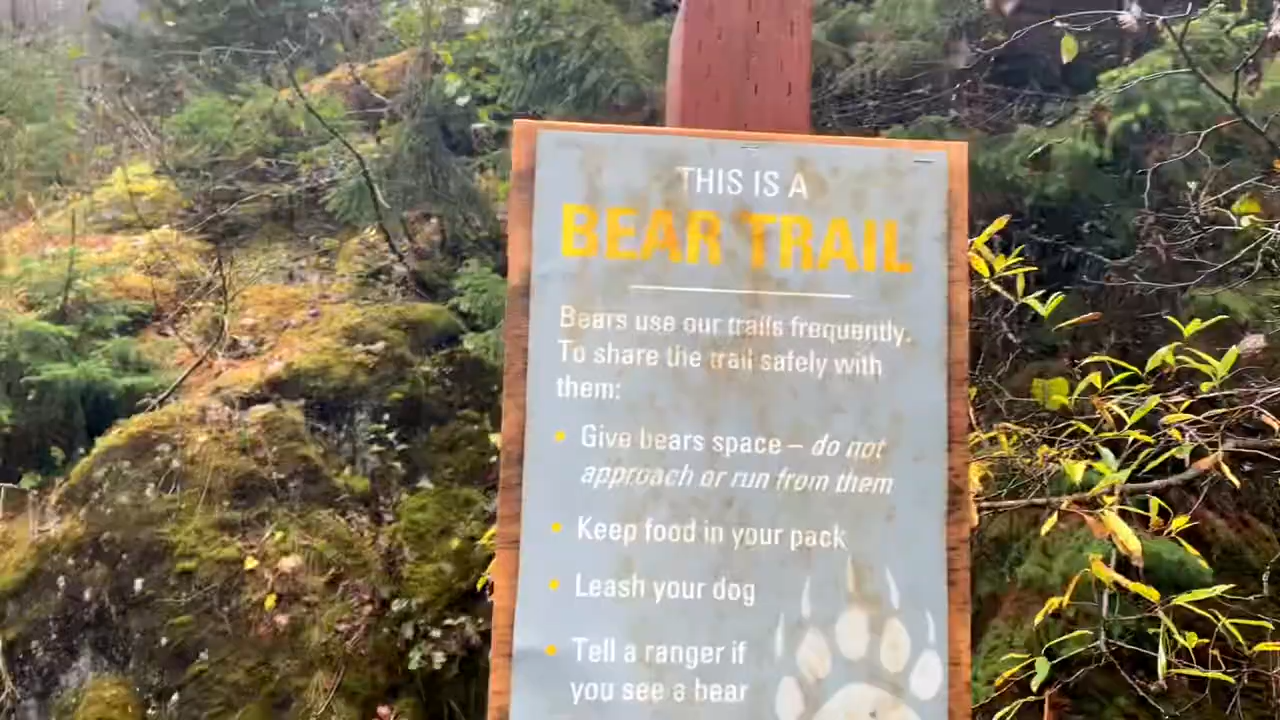 THIS IS A
BEAR TRAIL
Bears use our trails frequently.
To share the trail safely with
them:
• Give bears space – do not
approach or run from them
• Keep food in your pack
• Leash your dog
• Tell a ranger if
you see a bear